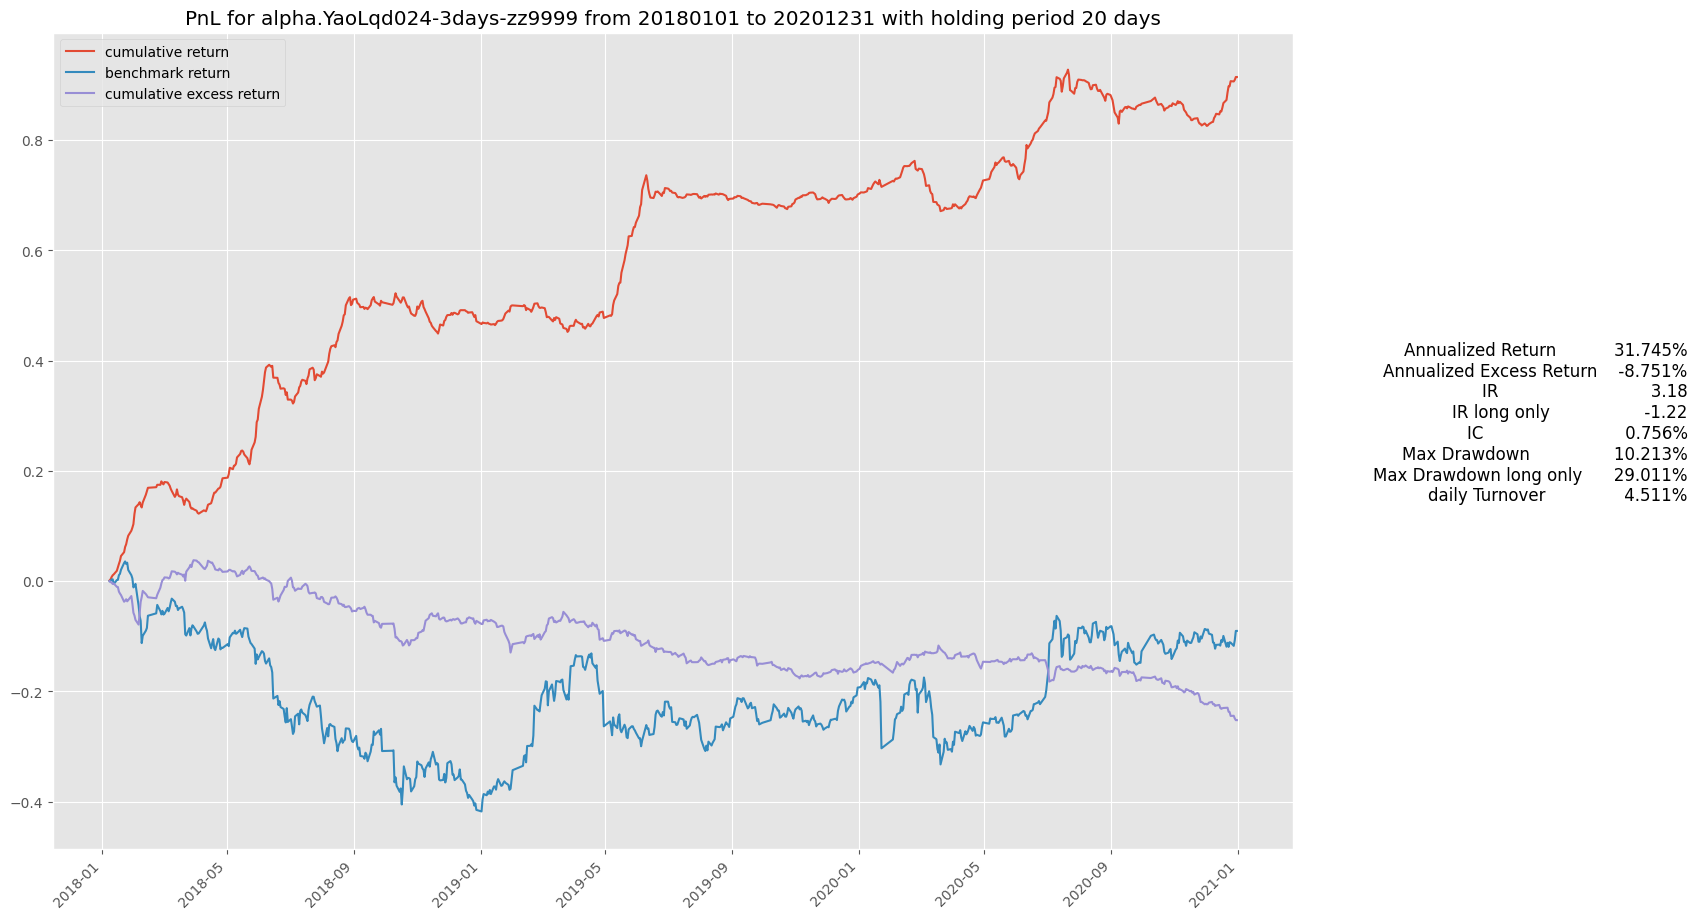 PnL for alpha.YaoLqd024-3days-zz9999 from 20180101 to 20201231 with holding period 20 days
cumulative return
benchmark return
cumulative excess return
0.8
0.6
0.4
0.2
0.0
−0.2
−0.4
2018-01
2018-05
2018-09
2019-01
2019-05
2019-09
2020-01
2020-05
2020-09
2021-01
Annualized Return 31.745%
Annualized Excess Return -8.751%
IR 3.18
IR long only -1.22
IC 0.756%
Max Drawdown 10.213%
Max Drawdown long only 29.011%
daily Turnover 4.511%